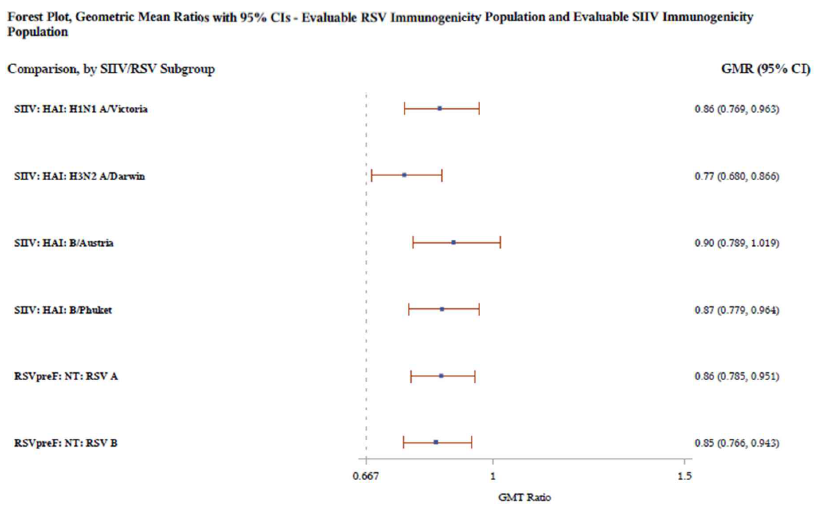 Forest Plot, Geometric Mean Ratios with 95% CIs - Evaluable RSV Immunogenicity Population and Evaluable SIIV Immunogenicity
Population
Comparison, by SIIV/RSV Subgroup GMR (95% CI)
SIIV: HAI: H1N1 A/Victoria 0.86 (0.769, 0.963)
SIIV: HAI: H3N2 A/Darwin 0.77 (0.680, 0.866)
SIIV: HAI: B/Austria 0.90 (0.789, 1.019)
SIIV: HAI: B/Phuket 0.87 (0.779, 0.964)
RSVpreF: NT: RSV A 0.86 (0.785, 0.951)
RSVpreF: NT: RSV B 0.85 (0.766, 0.943)
0.667 1 1.5
GMT Ratio